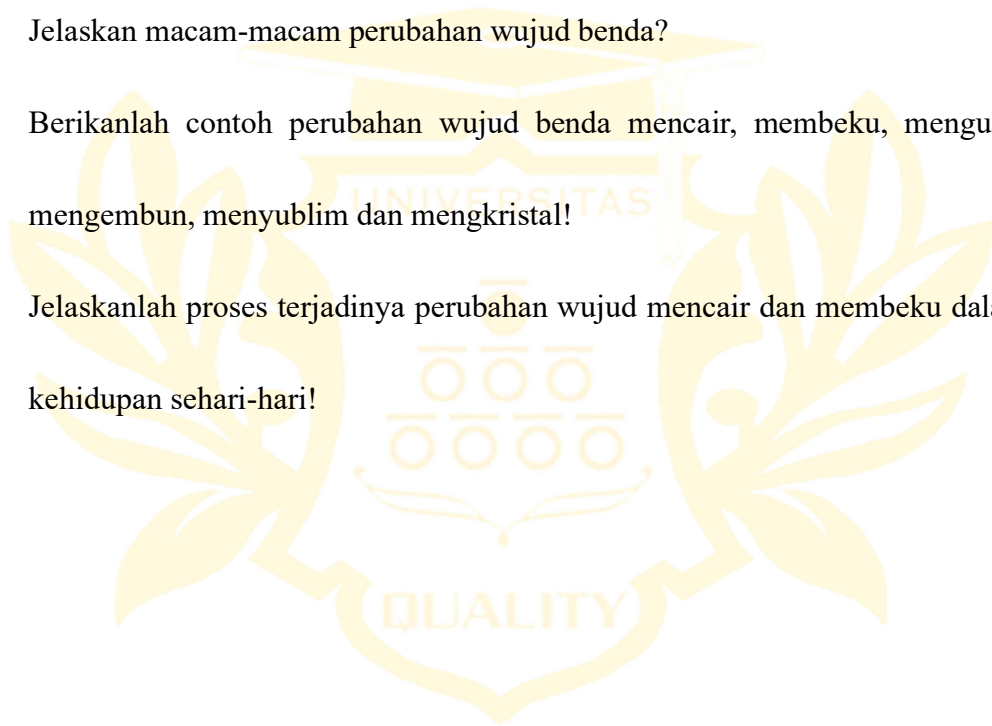 Jelaskan macam-macam perubahan wujud benda?
Berikanlah contoh perubahan wujud benda mencair, membeku, mengu
mengembun, menyublim dan mengkristal!
UNIVERSITAS
Jelaskanlah proses terjadinya perubahan wujud mencair dan membeku dal
kehidupan sehari-hari!
QUALITY